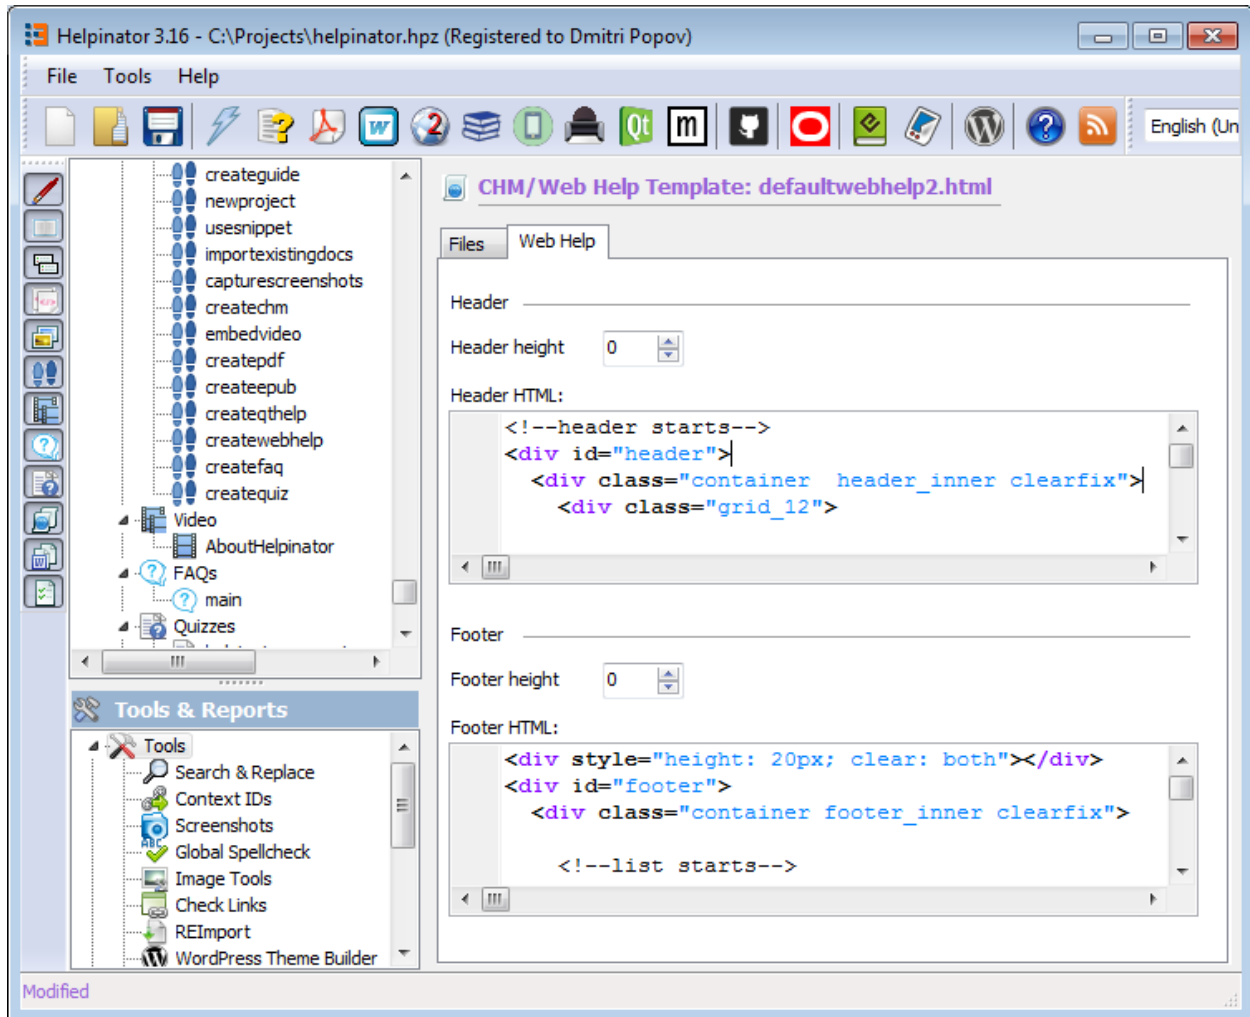 Helpinator 3.16 - C:\Projects\helpinator.hpz (Registered to Dmitri Popov)
File Tools Help
W 2 Qt m W ? English (Un
createguide
newproject
usesnippet
importexistingdocs
capturescreenshots
createchm
embedvideo
createpdf
createepub
createqthelp
createwebhelp
createfaq
createquiz
Video
AboutHelpinator
FAQs
main
Quizzes
Tools & Reports
Tools
Search & Replace
Context IDs
Screenshots
Global Spellcheck
Image Tools
Check Links
REImport
WordPress Theme Builder
CHM/Web Help Template: defaultwebhelp2.html
Files Web Help
Header
Header height 0
Header HTML:
<!--header starts-->
<div id="header">
<div class="container  header_inner clearfix">
<div class="grid_12">
Footer
Footer height 0
Footer HTML:
<div style="height: 20px; clear: both"></div>
<div id="footer">
<div class="container footer_inner clearfix">
<!--list starts-->
Modified